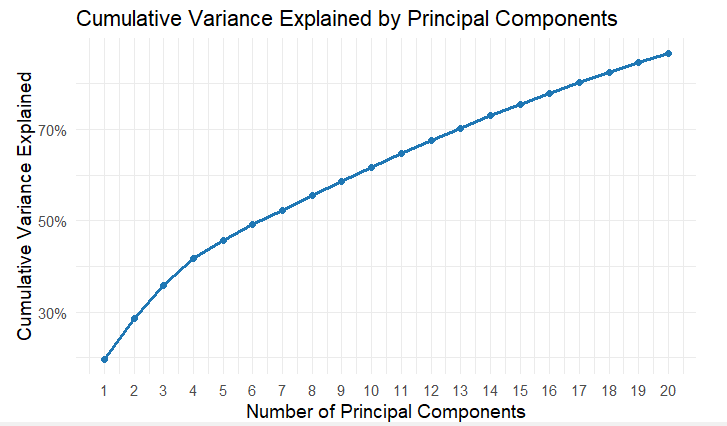 Cumulative Variance Explained by Principal Components
Cumulative Variance Explained
70%
50%
30%
1 2 3 4 5 6 7 8 9 10 11 12 13 14 15 16 17 18 19 20
Number of Principal Components